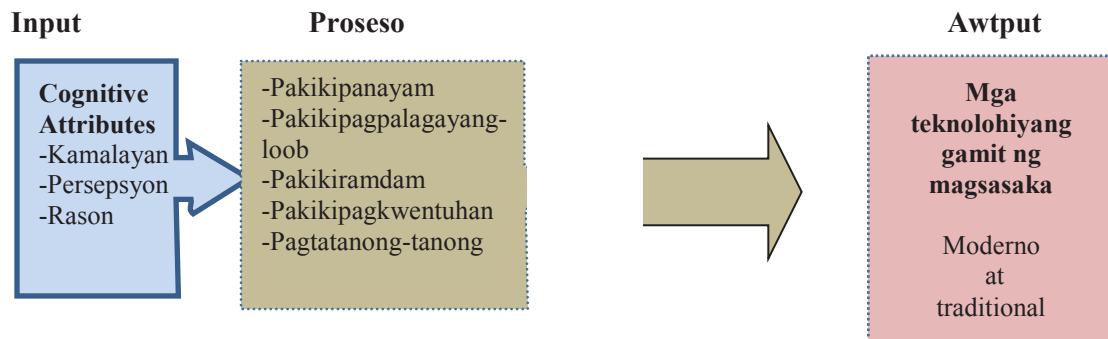 Input
Proseso
Awtput
Cognitive
Attributes
-Kamalayan
-Persepsyon
-Rason
-Pakikipanayam
-Pakikipagpalagayang-
loob
-Pakikiramdam
-Pakikipagkwentuhan
-Pagtatanong-tanong
Mga
teknolohiyang
gamit ng
magsasaka
Moderno
at
traditional